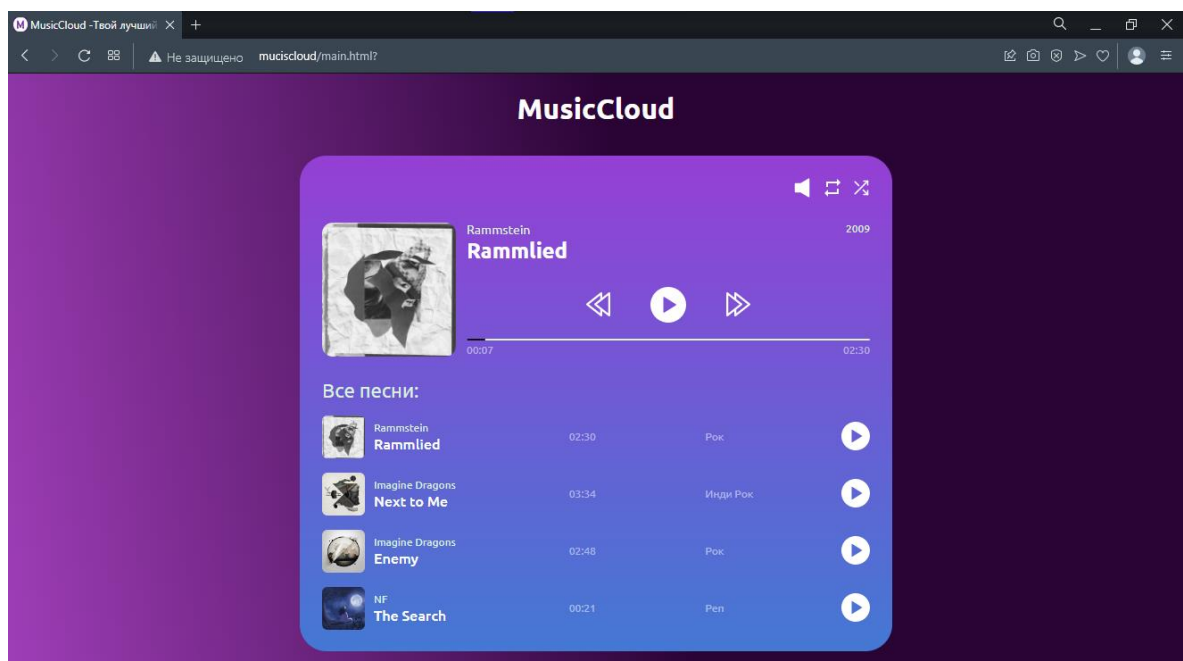 MusicCloud -Твой лучший
Не защищено muciscloud/main.html?
MusicCloud
Rammstein
2009
Rammlied
00:07
02:30
Все песни:
Rammstein
Rammlied
02:30
Рок
Imagine Dragons
Next to Me
03:34
Инди Рок
Imagine Dragons
Enemy
02:48
Рок
NF
The Search
00:21
Реп